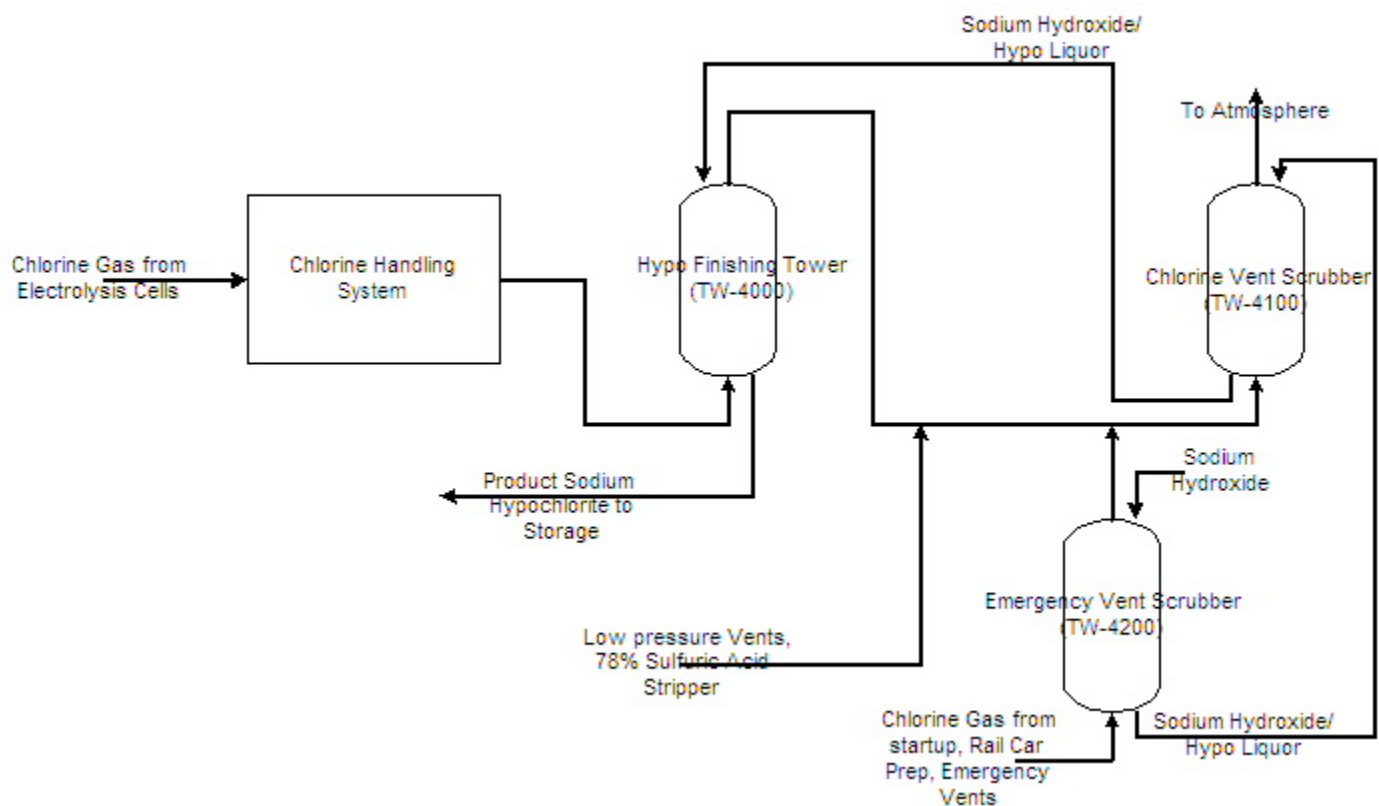 Sodium Hydroxide/
Hypo Liquor
To Atmosphere
Chlorine Gas from
Electrolysis Cells
Chlorine Handling
System
Hypo Finishing Tower
(TW-4000)
Chlorine Vent Scrubber
(TW-4100)
Product Sodium
Hypochlorite to
Storage
Sodium
Hydroxide
Emergency Vent Scrubber
(TW-4200)
Low pressure Vents,
78% Sulfuric Acid
Stripper
Chlorine Gas from
startup, Rail Car
Prep, Emergency
Vents
Sodium Hydroxide/
Hypo Liquor